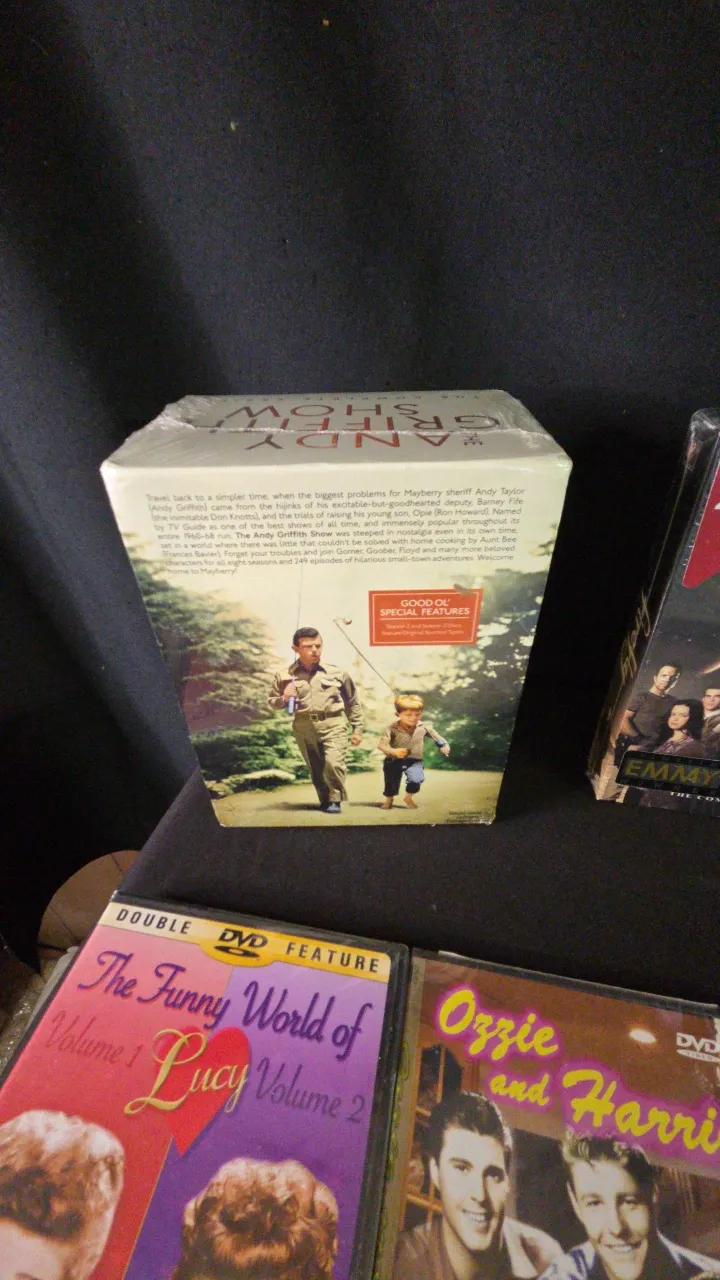 THE COMPLETE SERIES
THE
ANDY
GRIFFITH
SHOW
Travel back to a simpler time, when the biggest problems for Mayberry sheriff Andy Taylor
(Andy Griffith) came from the hijinks of his excitable-but-goodhearted deputy, Barney Fife
(the inimitable Don Knotts), and the trials of raising his young son, Opie (Ron Howard). Named
by TV Guide as one of the best shows of all time, and immensely popular throughout its
entire 1960-68 run, The Andy Griffith Show was steeped in nostalgia even in its own time,
set in a world where there was little that couldn't be solved with home cooking by Aunt Bee
(Frances Bavier). Forget your troubles and join Gomer, Goober, Floyd and many more beloved
characters for all eight seasons and 249 episodes of hilarious small-town adventures. Welcome
home to Mayberry!
GOOD OL'
SPECIAL FEATURES
EMMY
THE CO
DOUBLE DVD FEATURE
The Funny World of
Lucy
Volume 1
Volume 2
Ozzie
and Harri
DVD
VIDEO